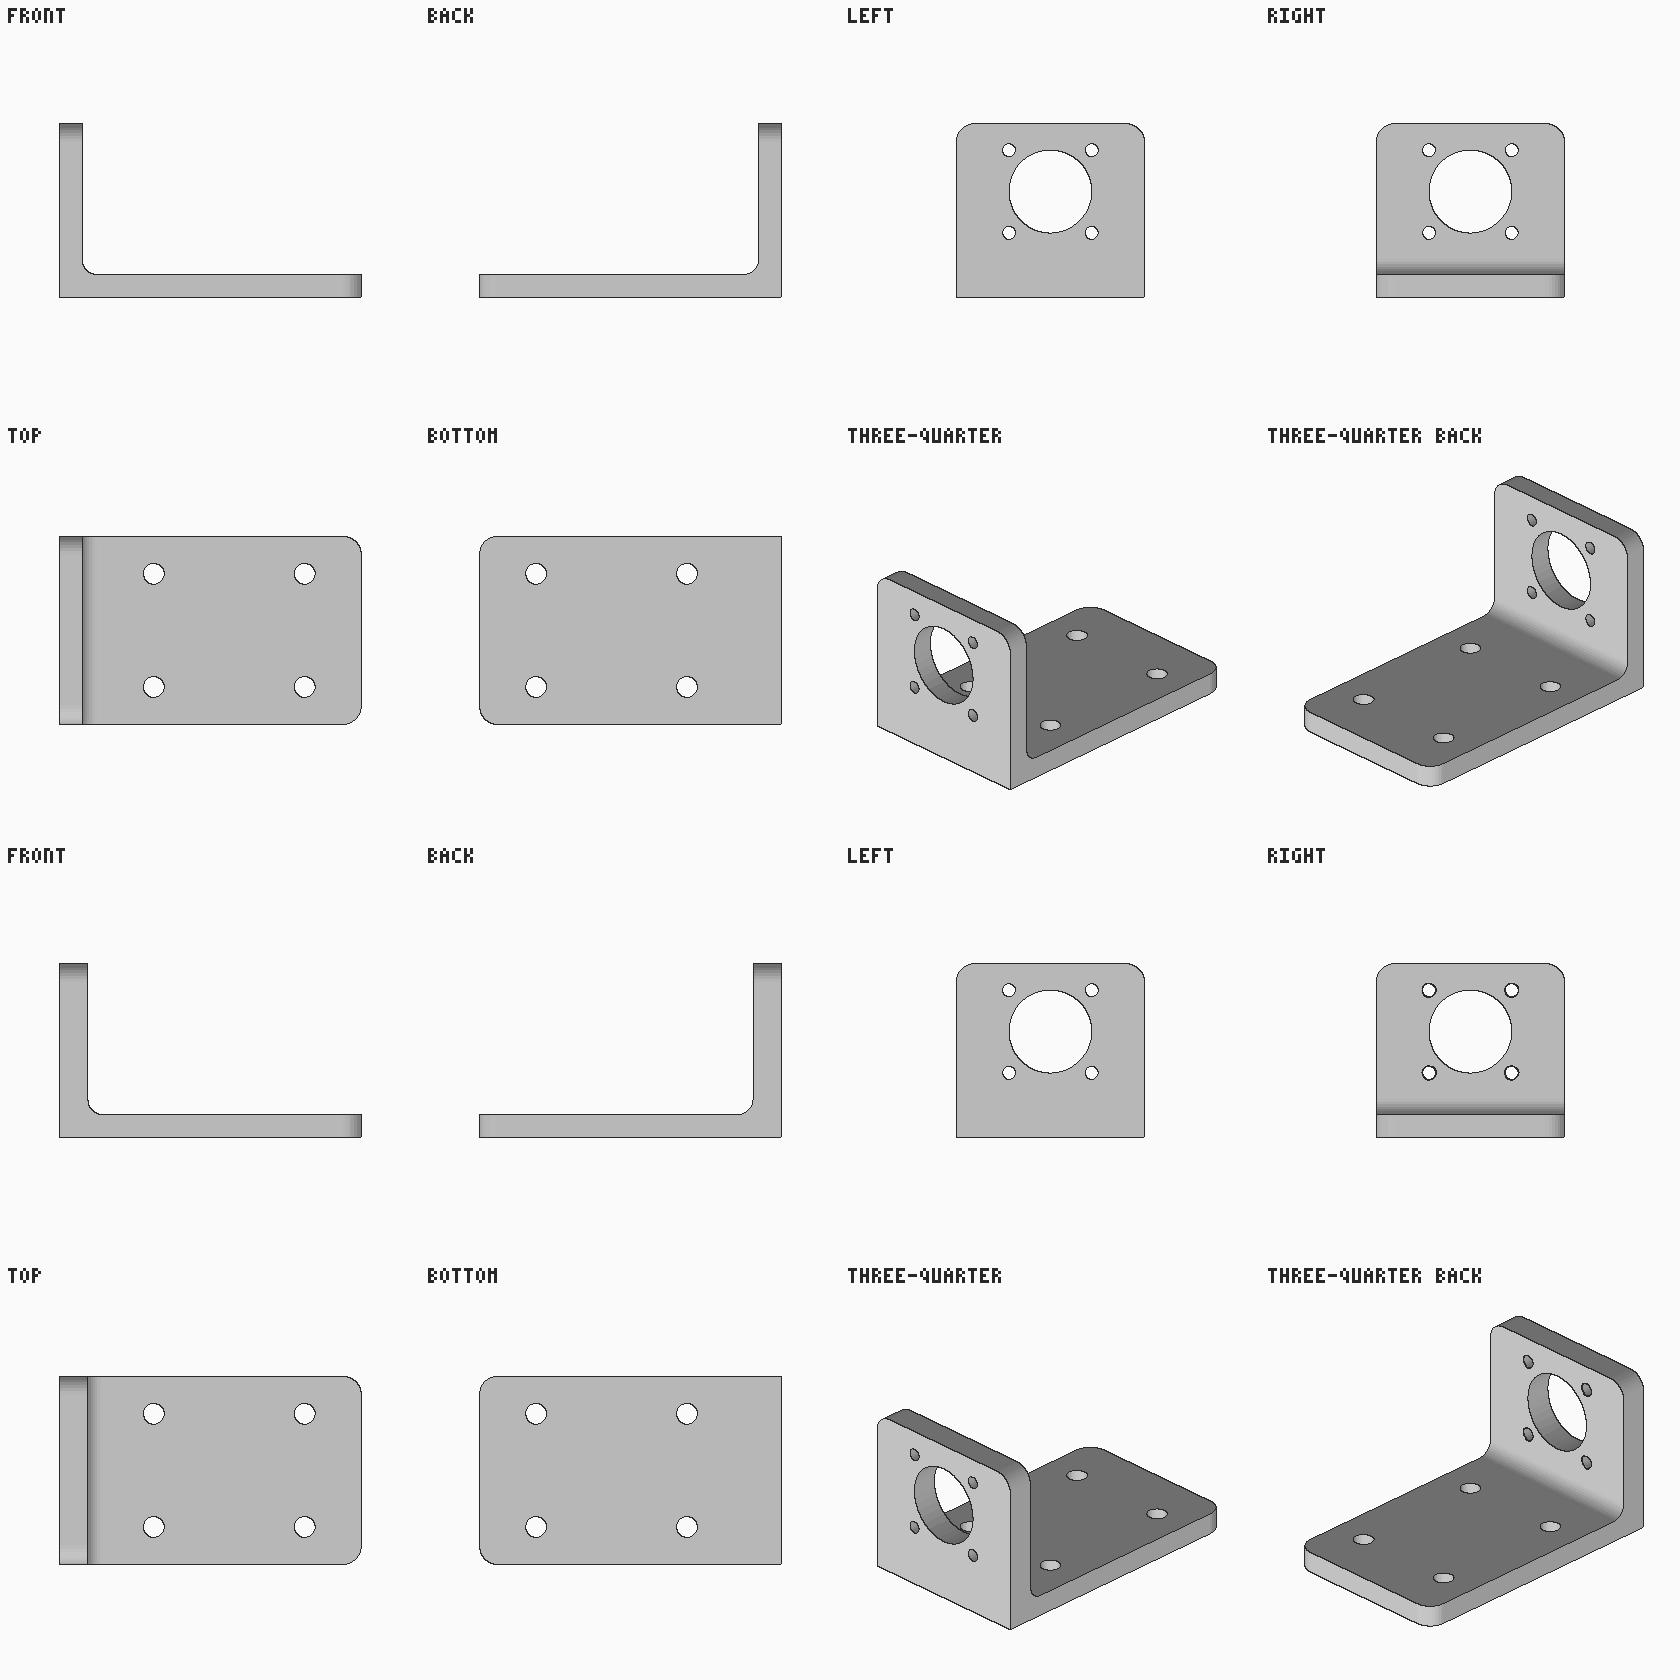 FRONT
BACK
LEFT
RIGHT
TOP
BOTTOM
THREE-QUARTER
THREE-QUARTER BACK
FRONT
BACK
LEFT
RIGHT
TOP
BOTTOM
THREE-QUARTER
THREE-QUARTER BACK